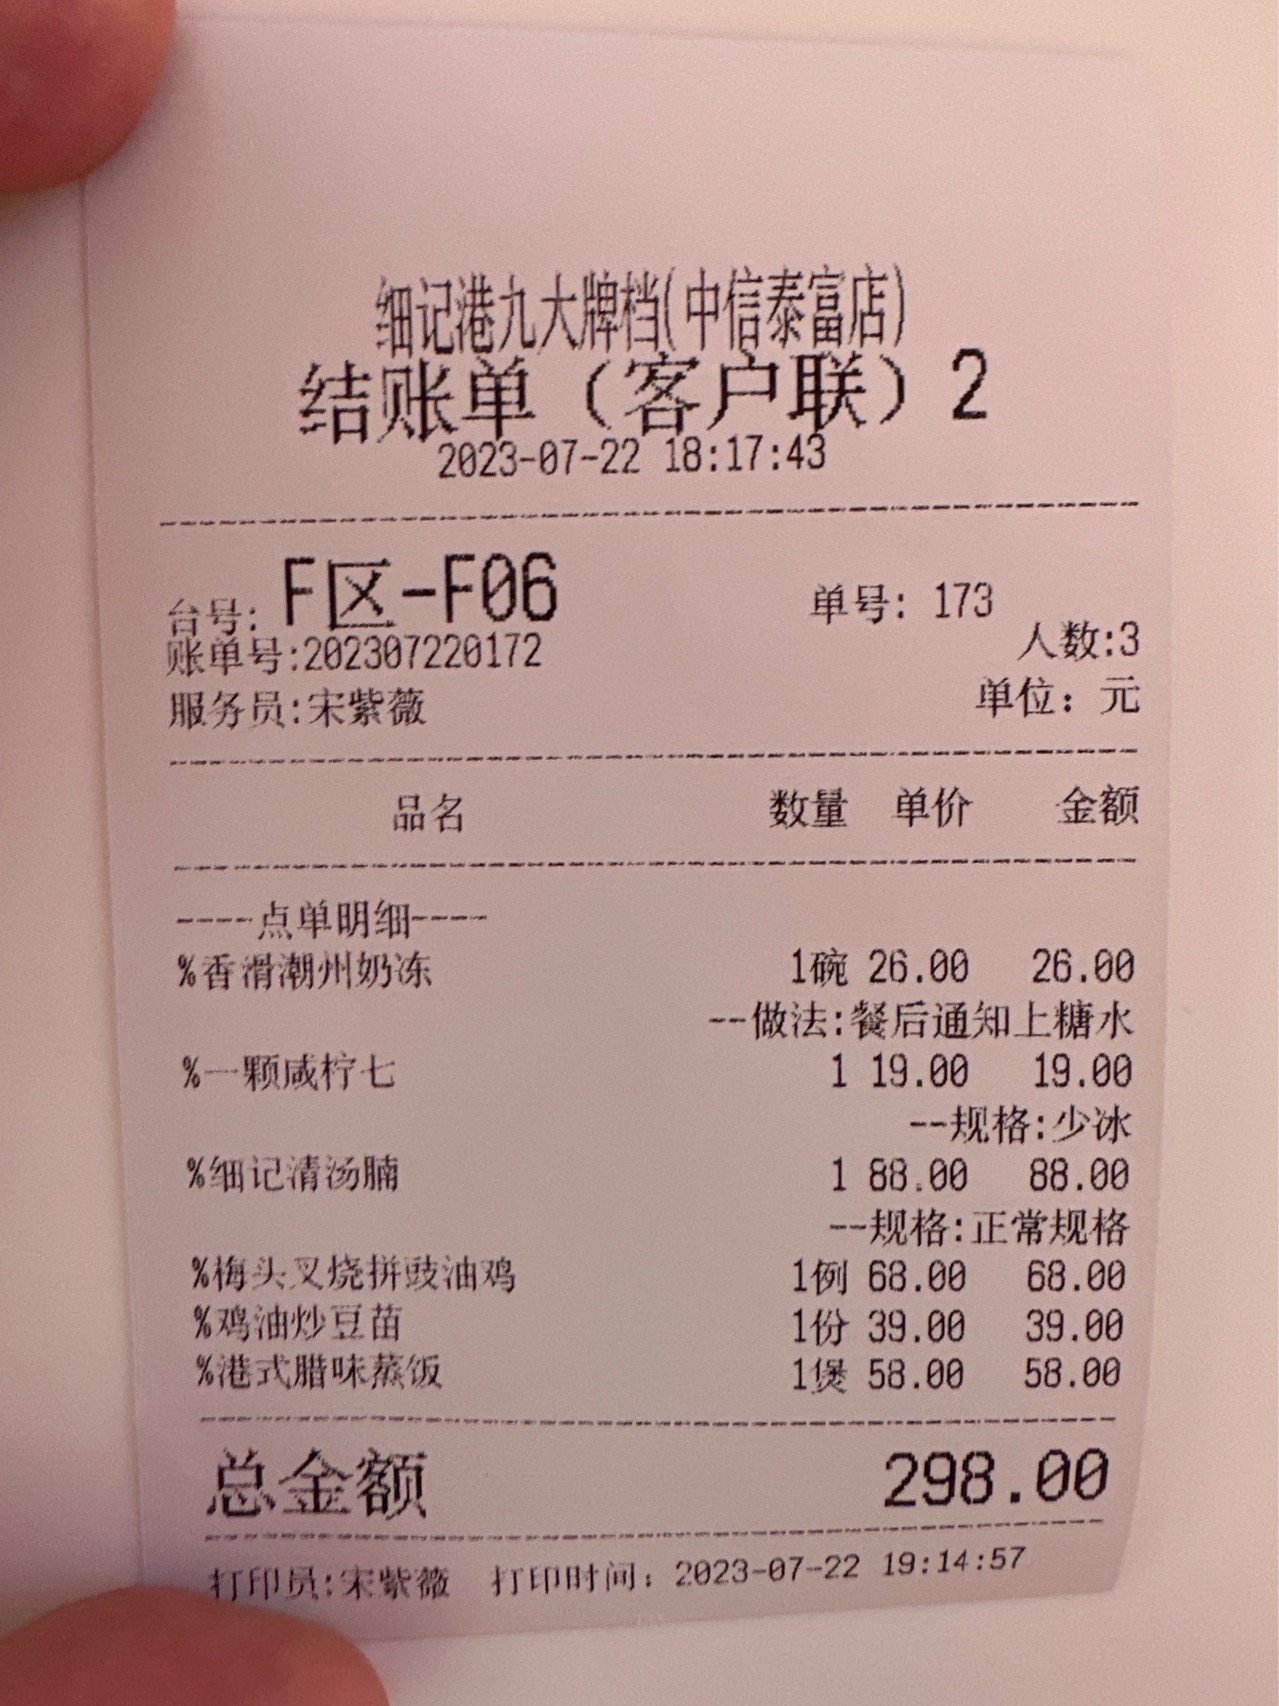 细记港九大牌档(中信泰富店)
结账单（客户联）2
2023-07-22 18:17:43
台号: F区-F06 单号: 173
账单号:202307220172 人数:3
服务员:宋紫薇 单位：元
品名 数量 单价 金额
----点单明细----
%香滑潮州奶冻 1碗 26.00 26.00
--做法:餐后通知上糖水
%一颗咸柠七 1 19.00 19.00
--规格:少冰
%细记清汤腩 1 88.00 88.00
--规格:正常规格
%梅头叉烧拼豉油鸡 1例 68.00 68.00
%鸡油炒豆苗 1份 39.00 39.00
%港式腊味蒸饭 1煲 58.00 58.00
总金额 298.00
打印员:宋紫薇 打印时间：2023-07-22 19:14:57